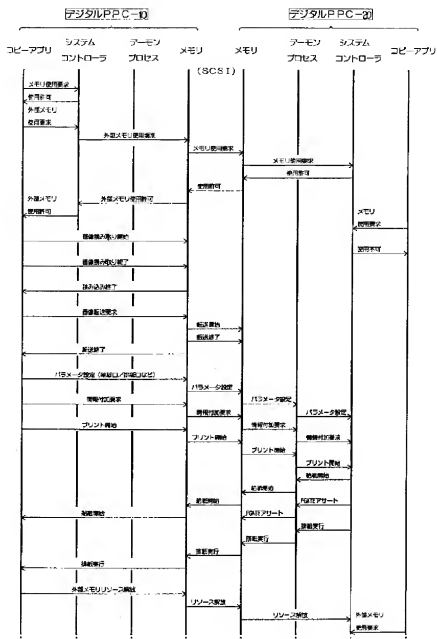 デジタルPPC-10
デジタルPPC-20
コピーアプリ
システム
コントローラ
デーモン
プロセス
メモリ
メモリ
デーモン
プロセス
システム
コントローラ
コピーアプリ
(SCSI)
メモリ使用要求
使用許可
外部メモリ
使用要求
外部メモリ使用要求
メモリ使用要求
メモリ使用要求
使用許可
使用許可
外部メモリ
使用許可
外部メモリ使用許可
メモリ
使用要求
使用不可
画像読み取り開始
画像読み取り終了
読み込み終了
画像転送要求
転送開始
転送終了
転送終了
パラメータ設定
パラメータ設定
パラメータ設定
パラメータ設定
情報付加要求
情報付加要求
情報付加要求
情報付加要求
プリント開始
プリント開始
プリント開始
プリント開始
給紙開始
給紙開始
給紙開始
給紙開始
FGATEアサート
FGATEアサート
排紙実行
排紙実行
排紙実行
排紙実行
外部メモリリソース解放
リソース解放
リソース解放
外部メモリ
使用要求